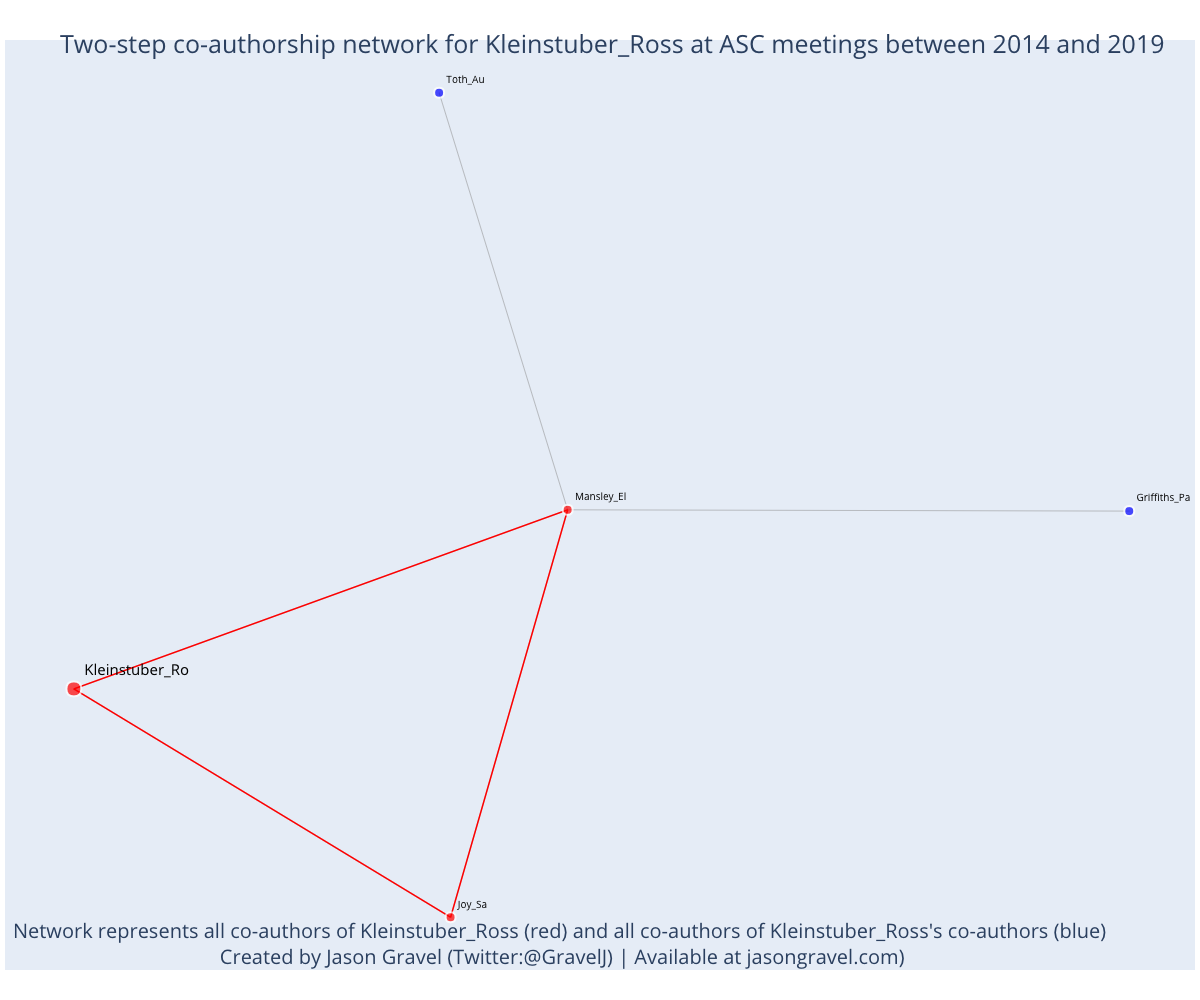 Two-step co-authorship network for Kleinstuber_Ross at ASC meetings between 2014 and 2019
Toth_Au
Mansley_El
Griffiths_Pa
Kleinstuber_Ro
Joy_Sa
Network represents all co-authors of Kleinstuber_Ross (red) and all co-authors of Kleinstuber_Ross's co-authors (blue)
Created by Jason Gravel (Twitter:@GravelJ) | Available at jasongravel.com)